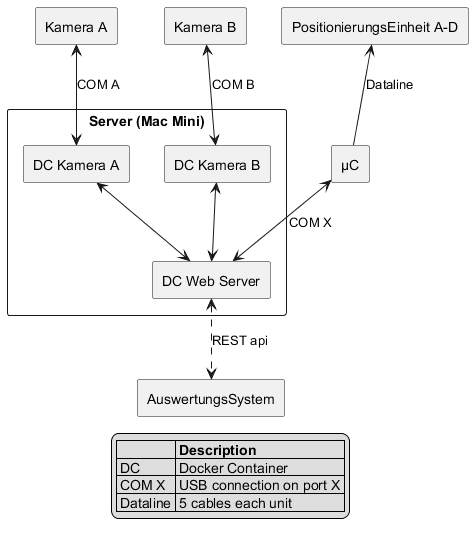 Kamera A
Kamera B
PositionierungsEinheit A-D
COM A
COM B
Dataline
Server (Mac Mini)
DC Kamera A
DC Kamera B
µC
COM X
DC Web Server
REST api
AuswertungsSystem
Description
DC Docker Container
COM X USB connection on port X
Dataline 5 cables each unit